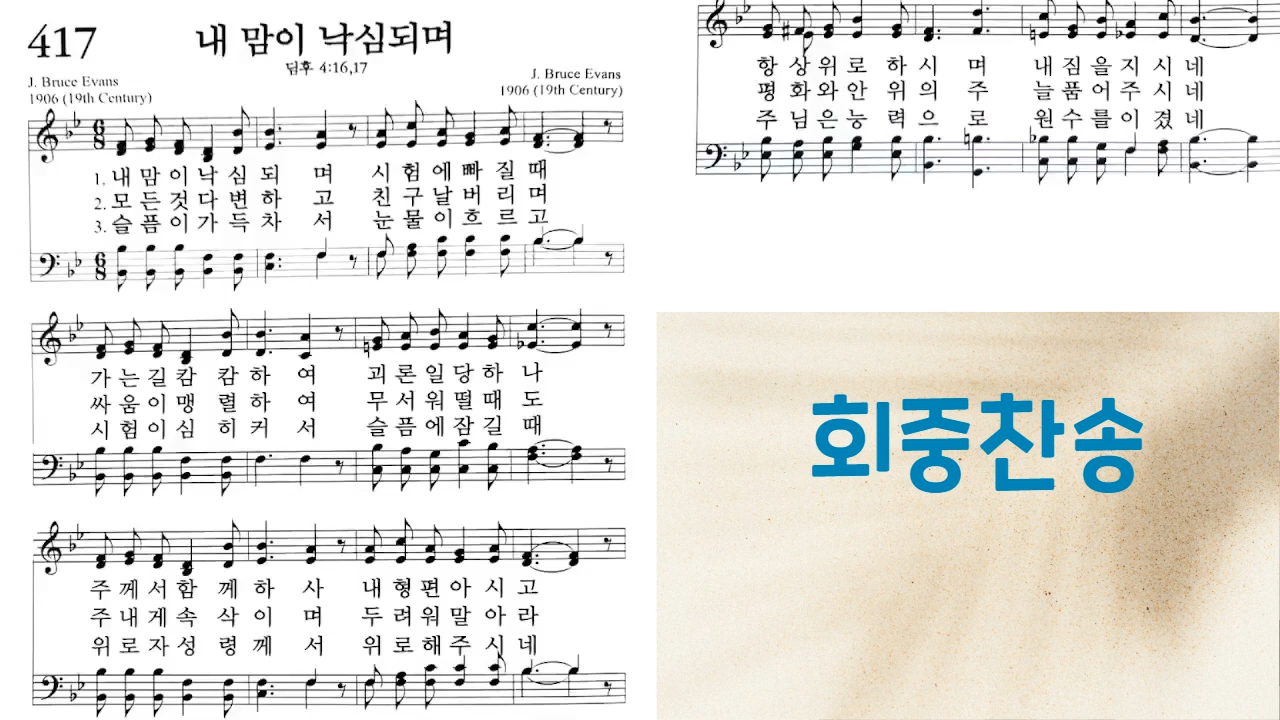 417
내 맘이 낙심되며
딤후 4:16,17
J. Bruce Evans
1906 (19th Century)
J. Bruce Evans
1906 (19th Century)
1. 내 맘 이 낙 심 되 며 시 험 에 빠 질 때
2. 모 든 것 다 변 하 고 친 구 날 버 리 며
3. 슬 픔 이 가 득 차 서 눈 물 이 흐 르 고
가 는 길 캄 캄 하 여 괴 론 일 당 하 나
싸 움 이 맹 렬 하 여 무 서 워 떨 때 도
시 험 이 심 히 커 서 슬 픔 에 잠 길 때
주 께 서 함 께 하 사 내 형 편 아 시 고
주 내 게 속 삭 이 며 두 려 워 말 아 라
위 로 자 성 령 께 서 위 로 해 주 시 네
항 상 위 로 하 시 며 내 짐 을 지 시 네
평 화 와 안 위 의 주 늘 품 어 주 시 네
주 님 은 능 력 으 로 원 수 를 이 겼 네
회중찬송